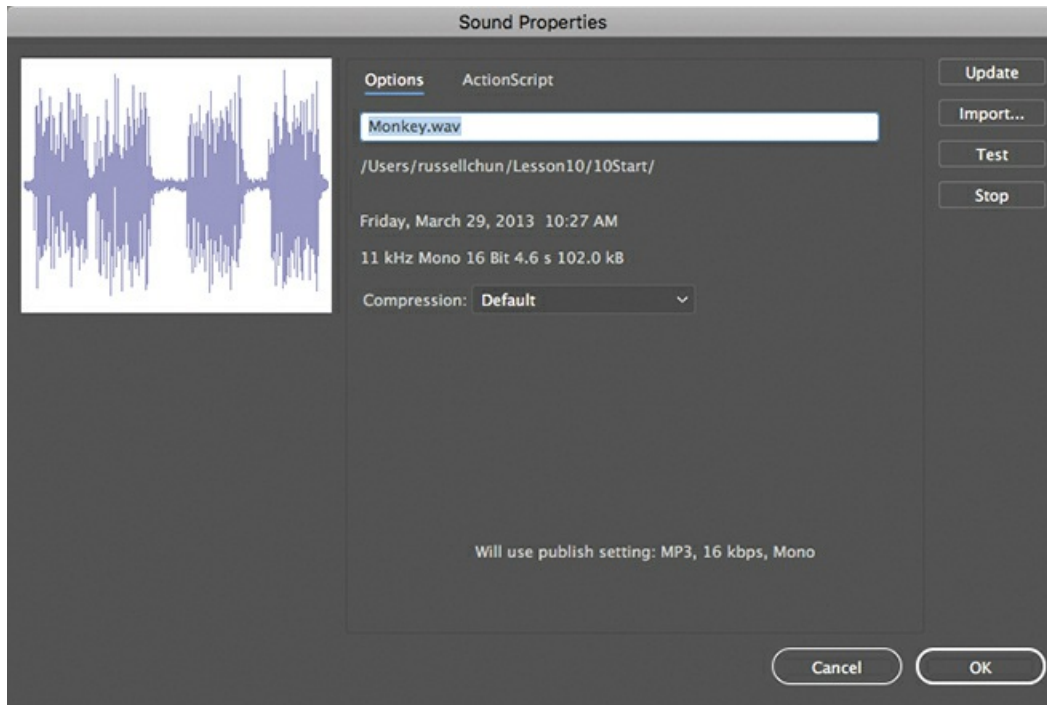 Sound Properties
Options ActionScript
Monkey.wav
/Users/russellchun/Lesson10/10Start/
Friday, March 29, 2013 10:27 AM
11 kHz Mono 16 Bit 4.6 s 102.0 kB
Compression: Default
Will use publish setting: MP3, 16 kbps, Mono
Update
Import...
Test
Stop
Cancel OK